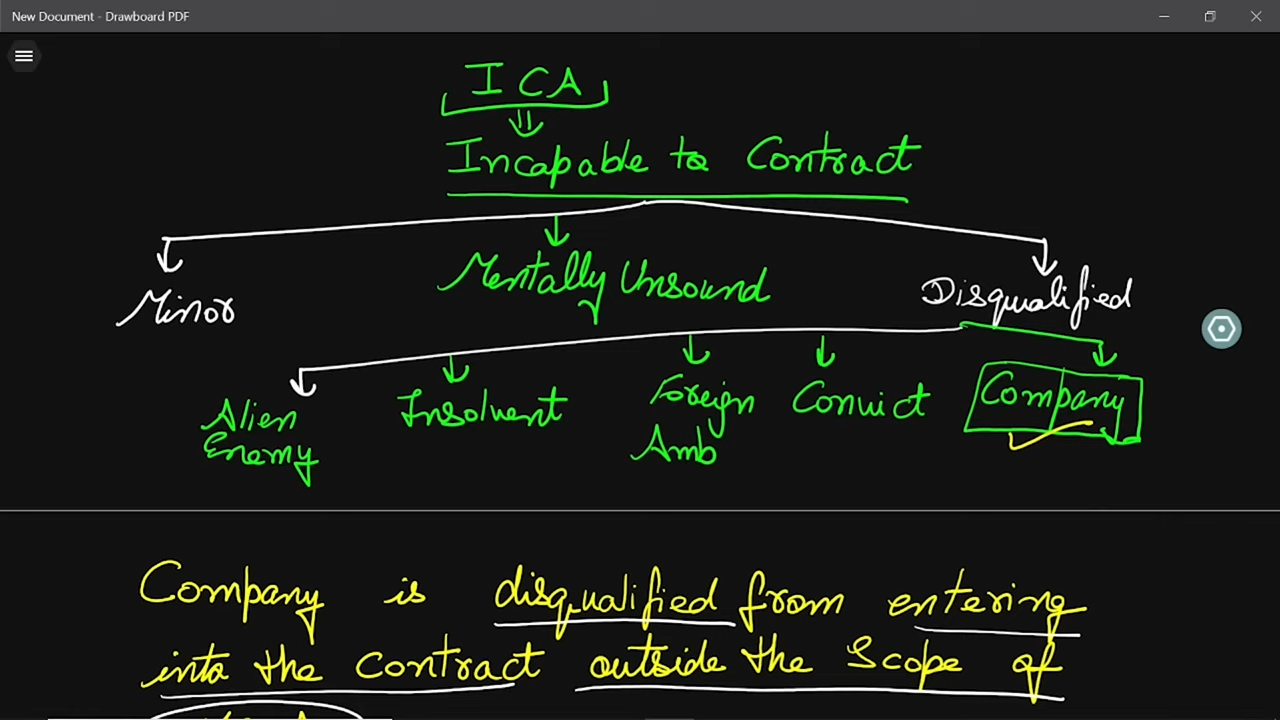 New Document - Drawboard PDF
ICA
Incapable to Contract
Minor
Mentally Unsound
Disqualified
Alien
Enemy
Insolvent
Foreign
Amb
Convict
Company
Company is disqualified from entering
into the contract outside the scope of